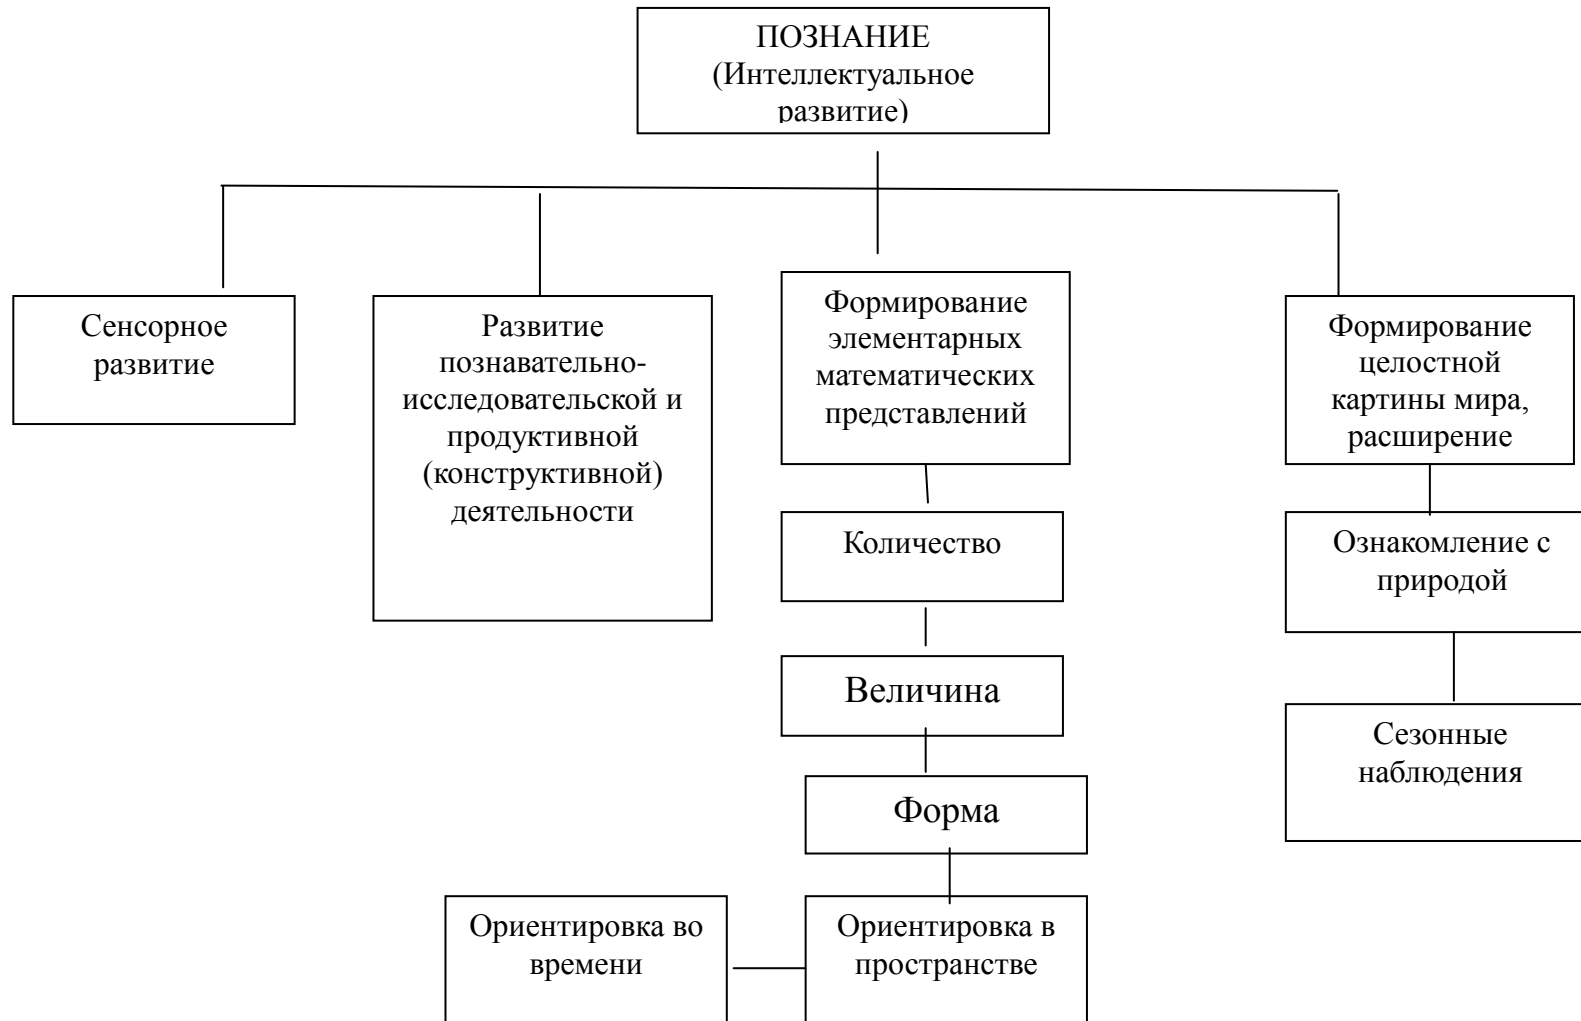 ПОЗНАНИЕ
(Интеллектуальное
развитие)
Сенсорное
развитие
Развитие
познавательно-
исследовательской и
продуктивной
(конструктивной)
деятельности
Формирование
элементарных
математических
представлений
Формирование
целостной
картины мира,
расширение
Количество
Ознакомление с
природой
Величина
Сезонные
наблюдения
Форма
Ориентировка во
времени
Ориентировка в
пространстве